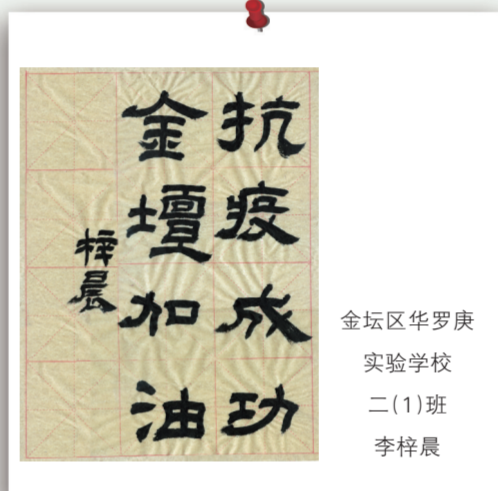 抗疫成功
金壇加油
梓晨
金坛区华罗庚
实验学校
二(1)班
李梓晨